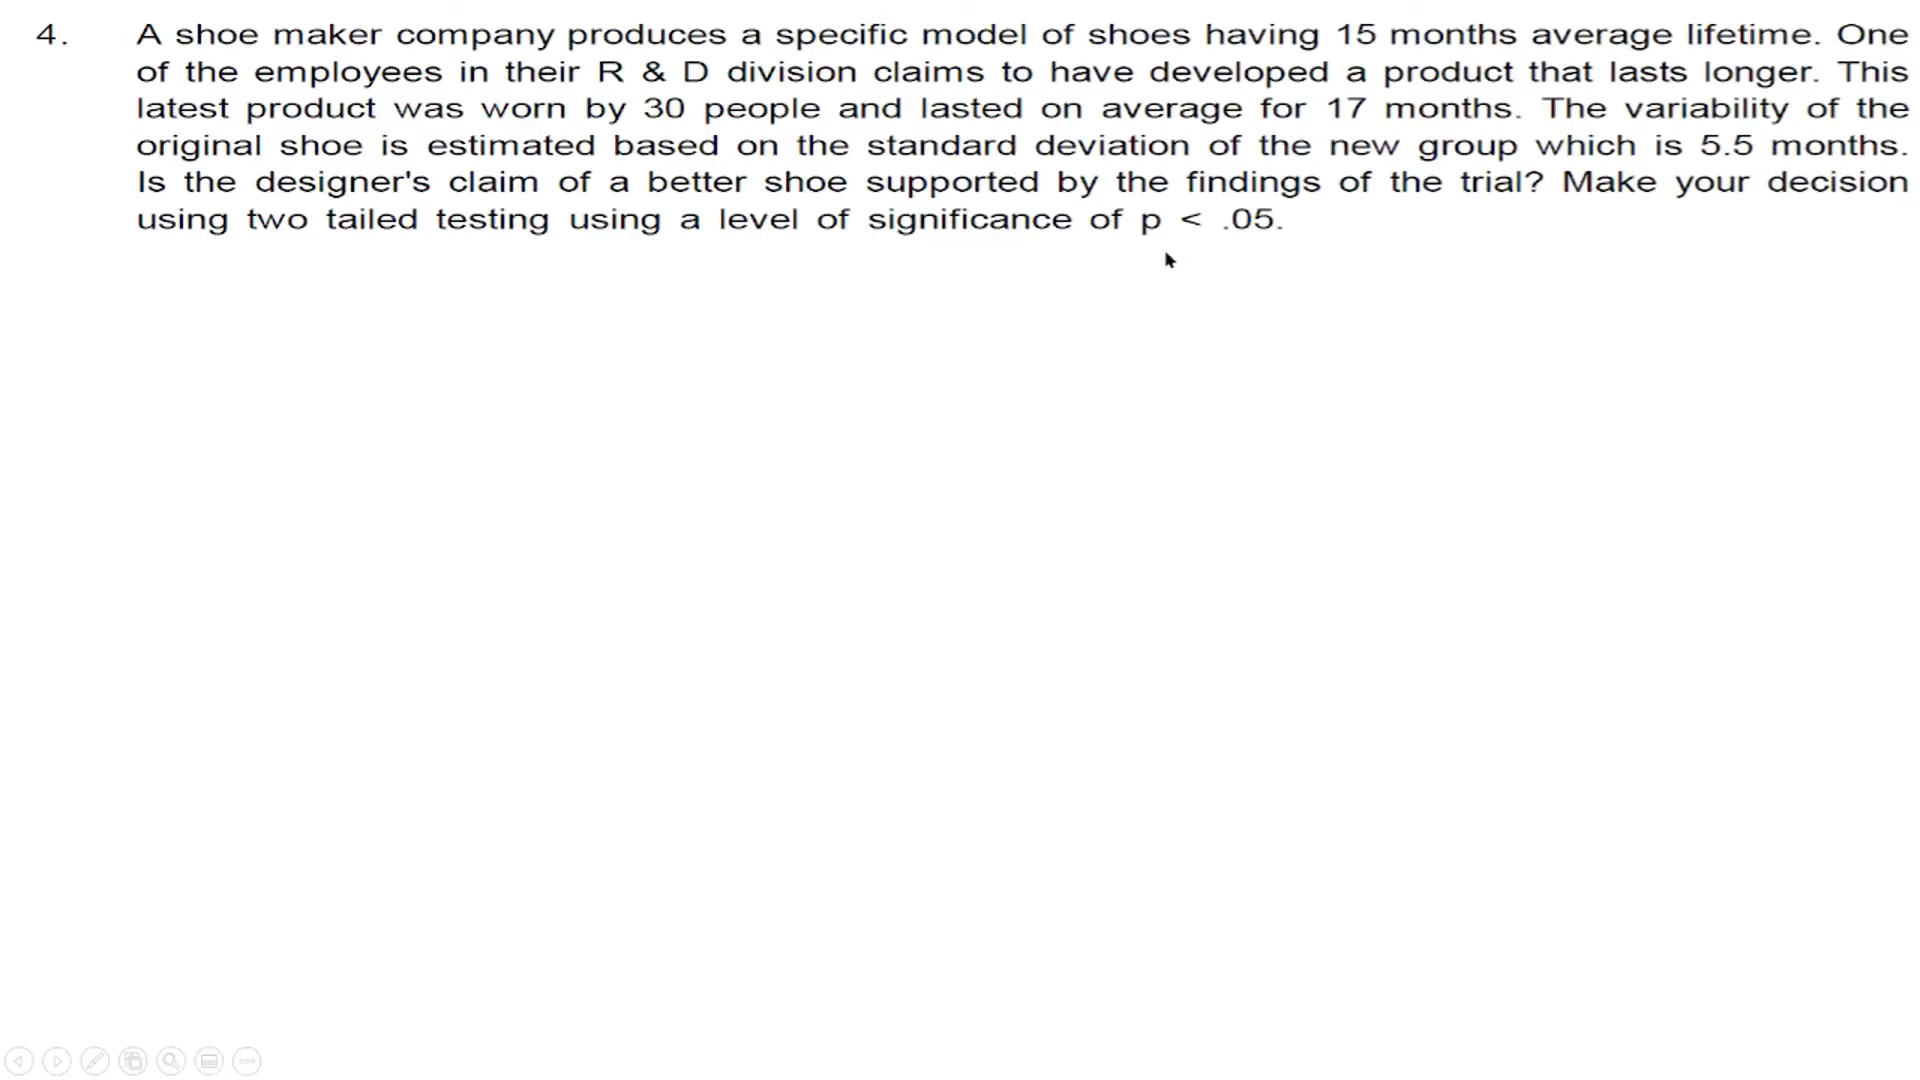 4. A shoe maker company produces a specific model of shoes having 15 months average lifetime. One
of the employees in their R & D division claims to have developed a product that lasts longer. This
latest product was worn by 30 people and lasted on average for 17 months. The variability of the
original shoe is estimated based on the standard deviation of the new group which is 5.5 months.
Is the designer's claim of a better shoe supported by the findings of the trial? Make your decision
using two tailed testing using a level of significance of p < .05.